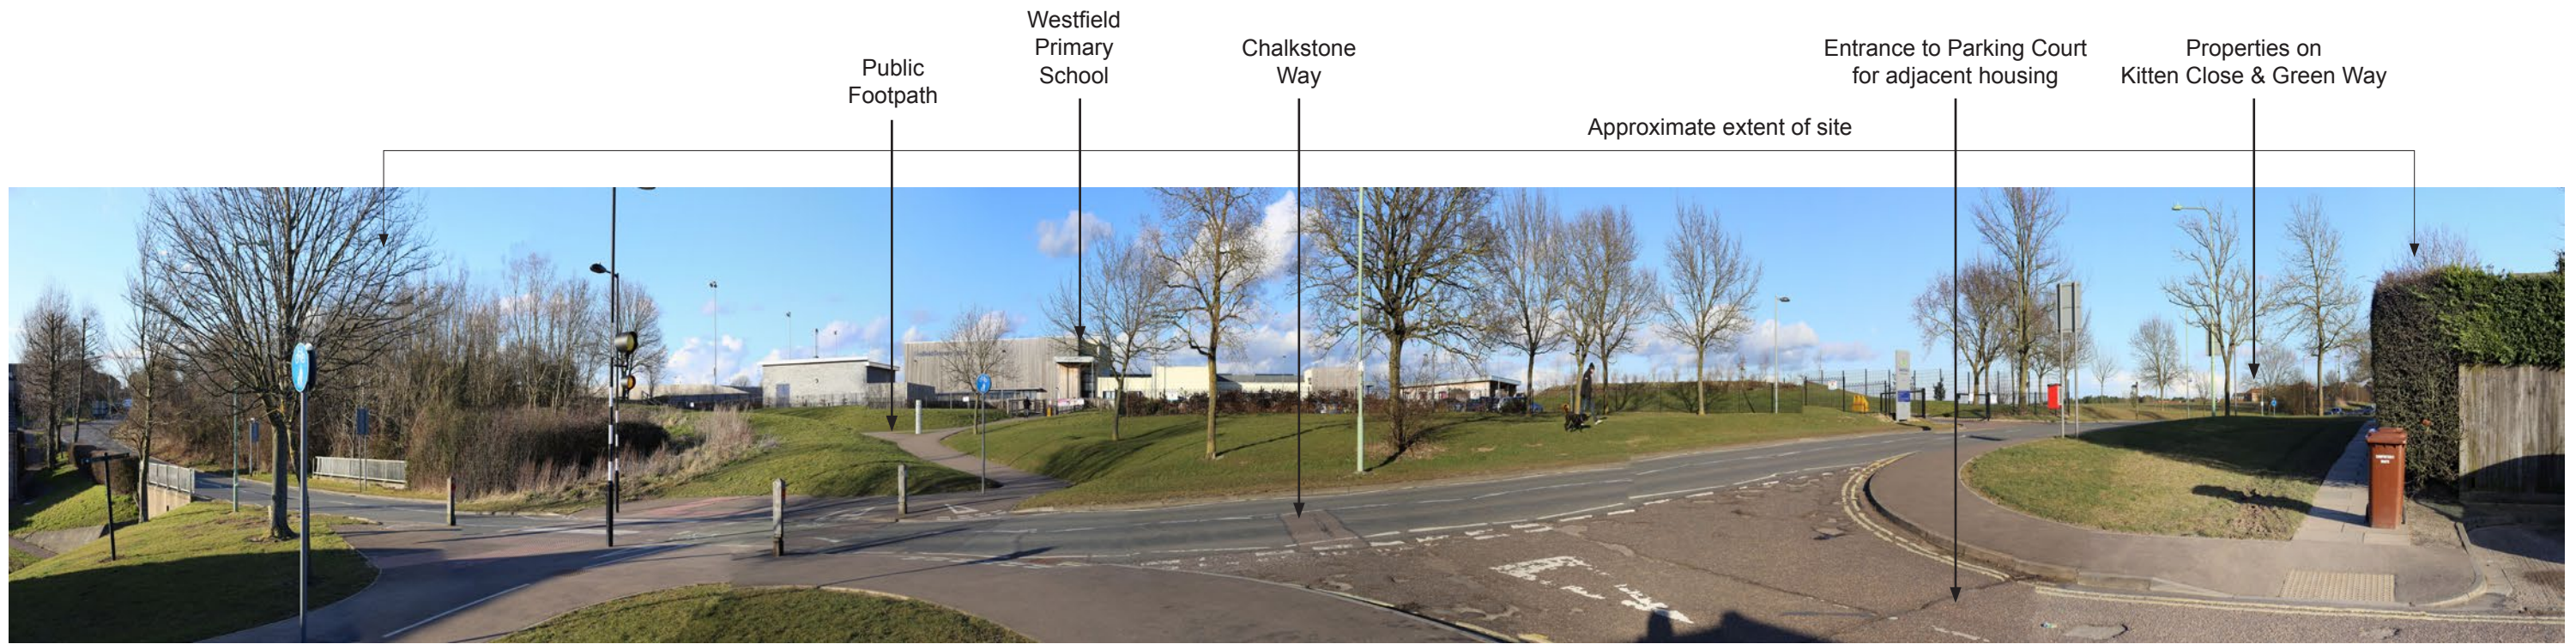 Westfield
Primary
School
Public
Footpath
Chalkstone
Way
Entrance to Parking Court
for adjacent housing
Properties on
Kitten Close & Green Way
Approximate extent of site